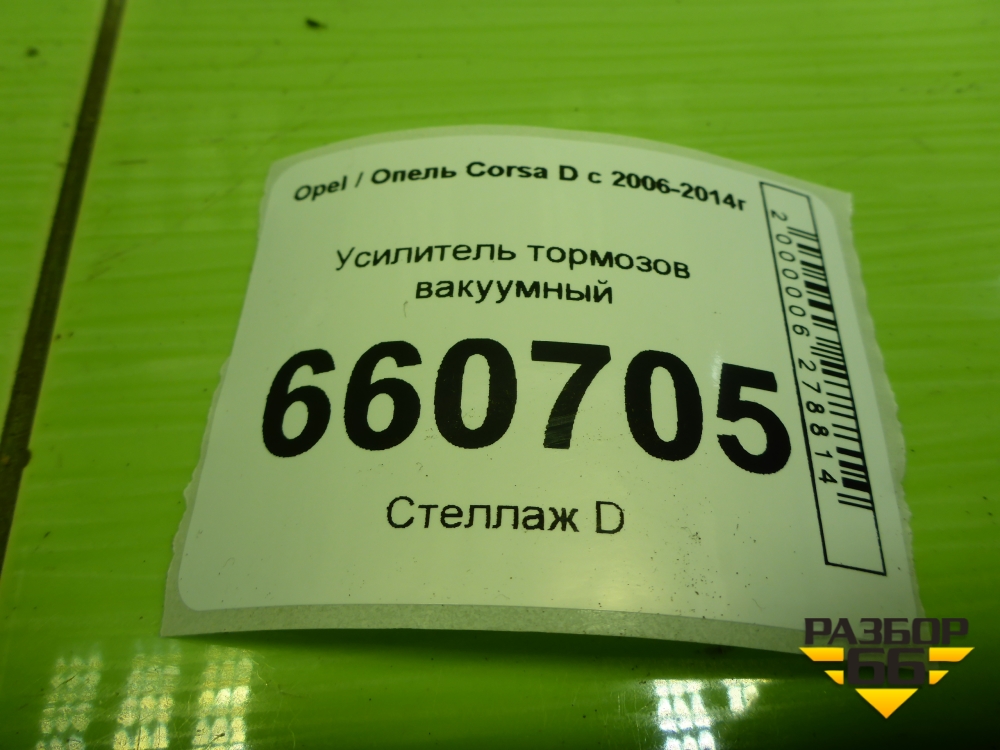 Opel / Опель Corsa D с 2006-2014г
Усилитель тормозов
вакуумный
660705
Стеллаж D
2000006278814
РАЗБОР
66